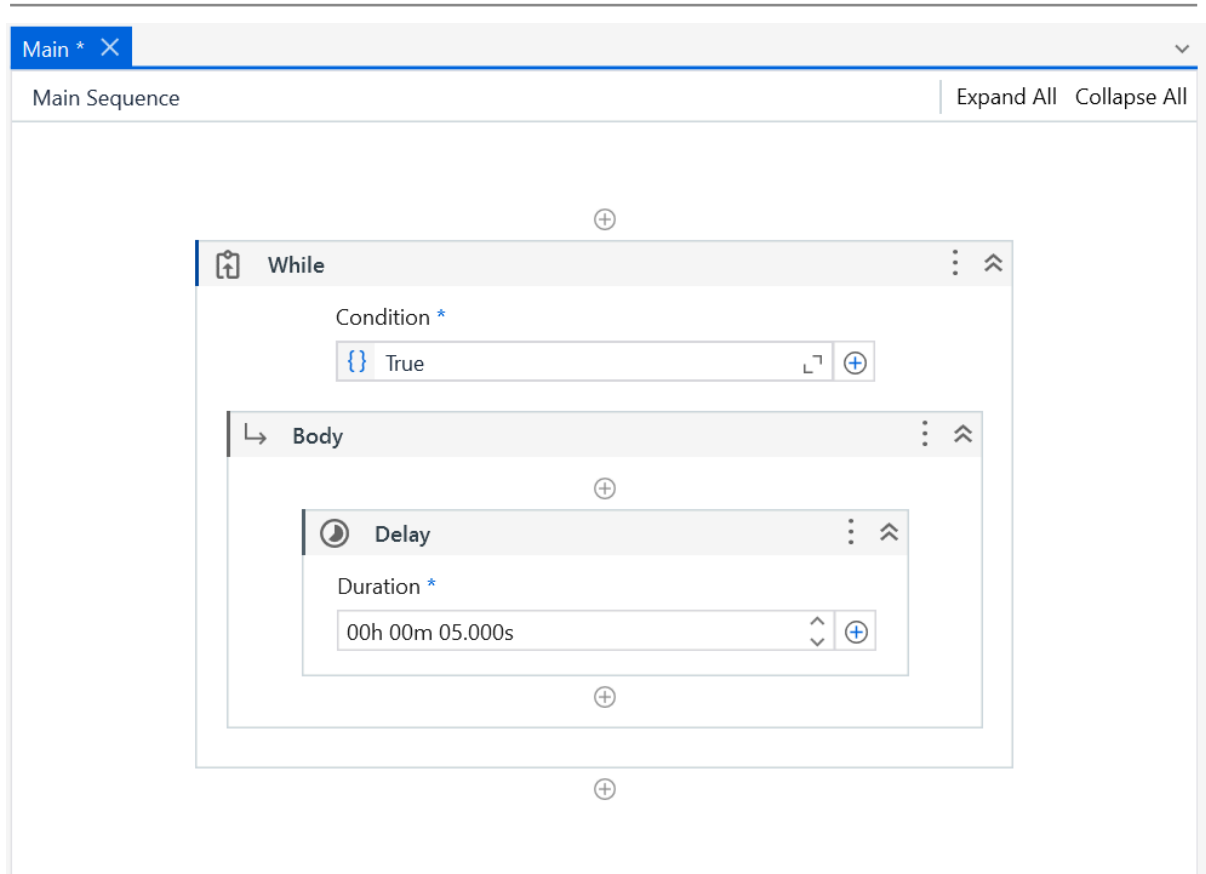 Main *
Main Sequence
Expand All Collapse All
While
Condition *
{} True
Body
Delay
Duration *
00h 00m 05.000s